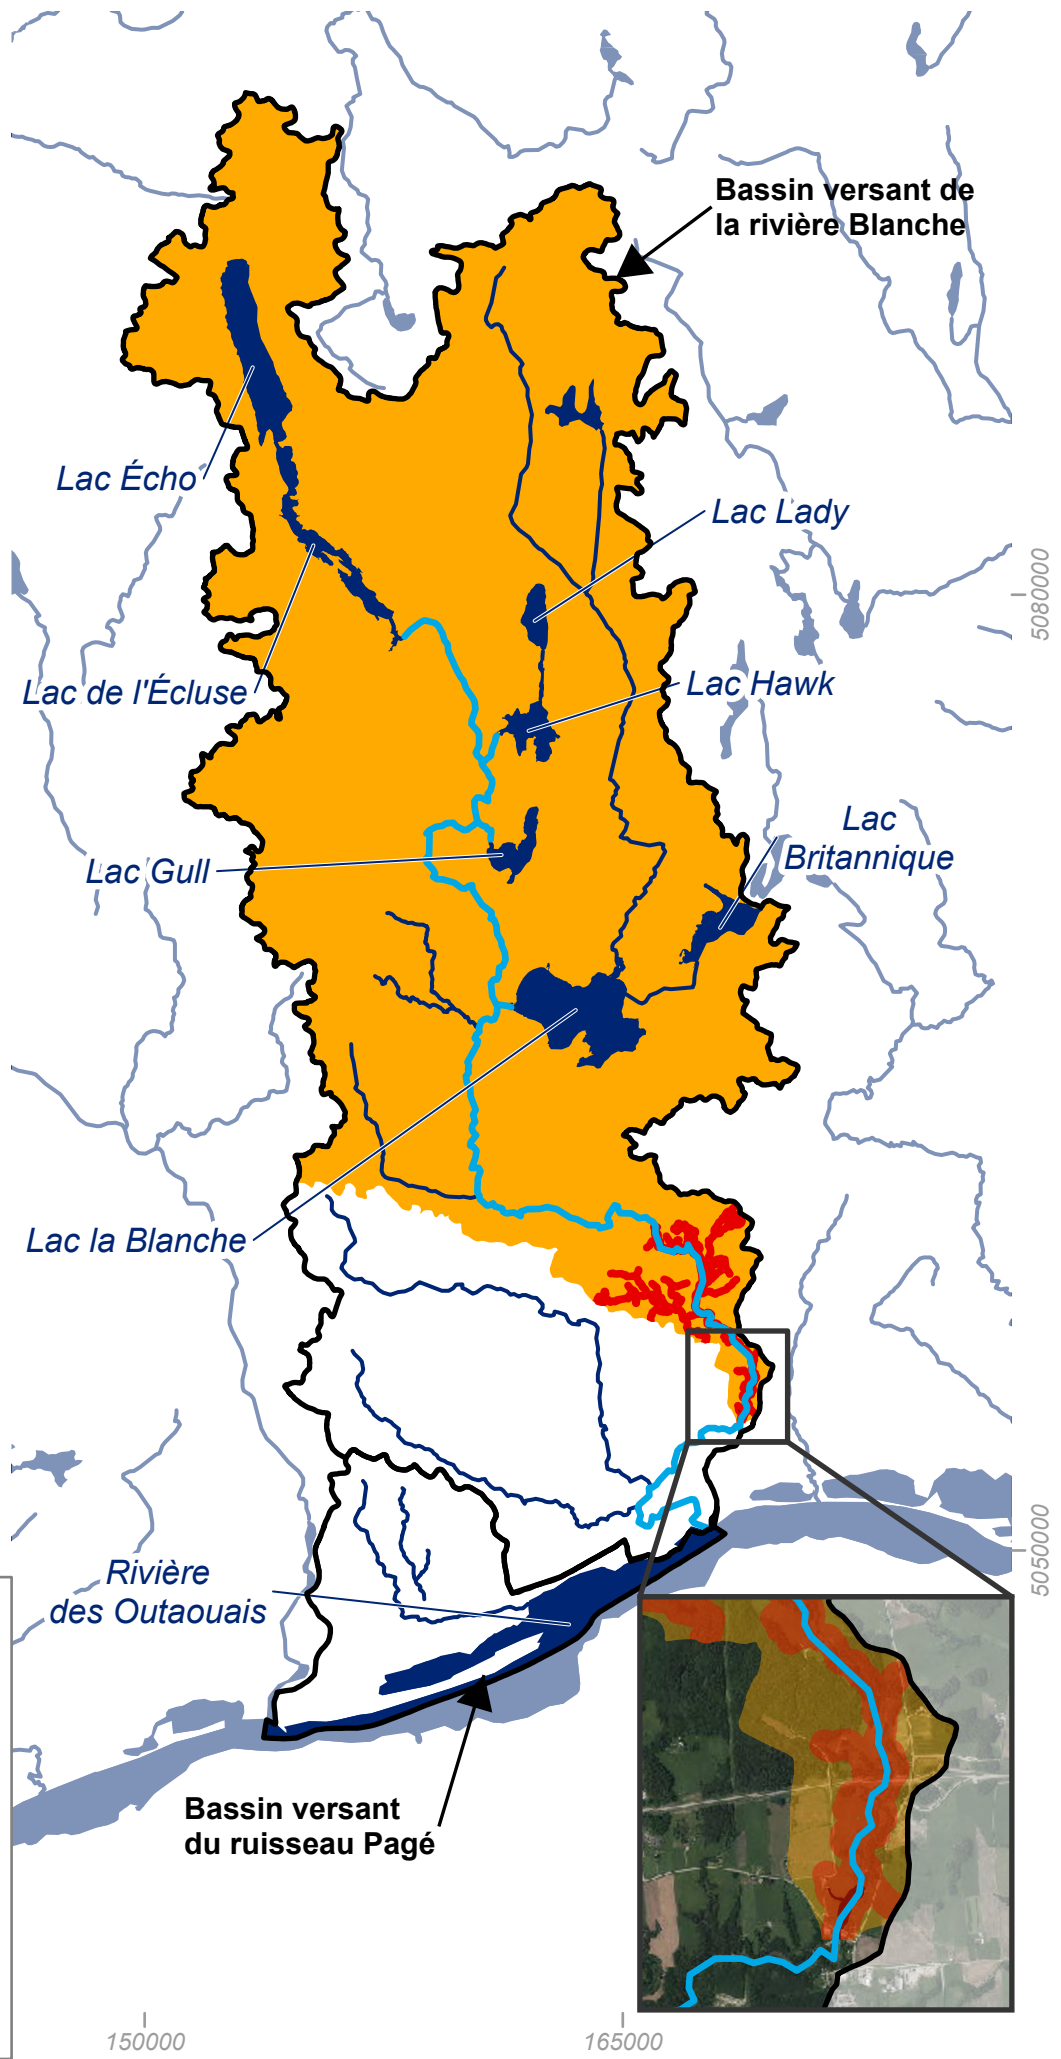 Bassin versant de
la rivière Blanche
Lac Écho
Lac Lady
5080000
Lac de l'Écluse
Lac Hawk
Lac
Britannique
Lac Gull
Lac la Blanche
5050000
Rivière
des Outaouais
Bassin versant
du ruisseau Pagé
150000
165000